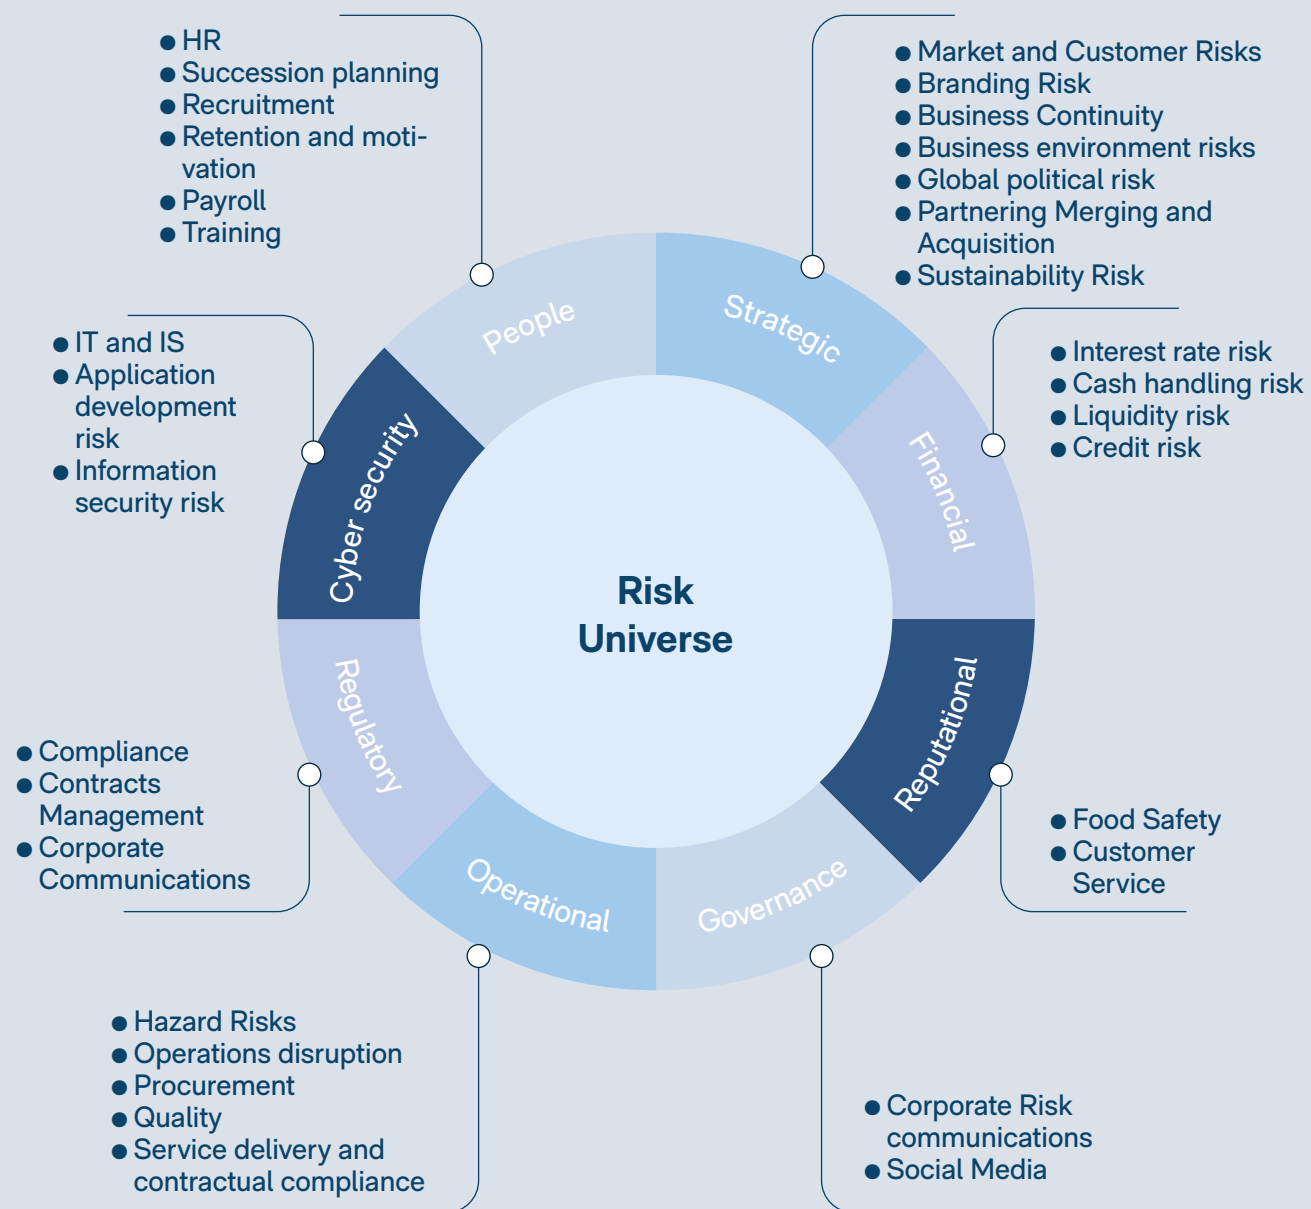 ● HR
● Succession planning
● Recruitment
● Retention and moti-
vation
● Payroll
● Training
● Market and Customer Risks
● Branding Risk
● Business Continuity
● Business environment risks
● Global political risk
● Partnering Merging and
Acquisition
● Sustainability Risk
People
Strategic
● IT and IS
● Application
development
risk
● Information
security risk
Cyber security
Financial
● Interest rate risk
● Cash handling risk
● Liquidity risk
● Credit risk
Risk
Universe
Regulatory
Reputational
● Compliance
● Contracts
Management
● Corporate
Communications
● Food Safety
● Customer
Service
Operational
Governance
● Hazard Risks
● Operations disruption
● Procurement
● Quality
● Service delivery and
contractual compliance
● Corporate Risk
communications
● Social Media